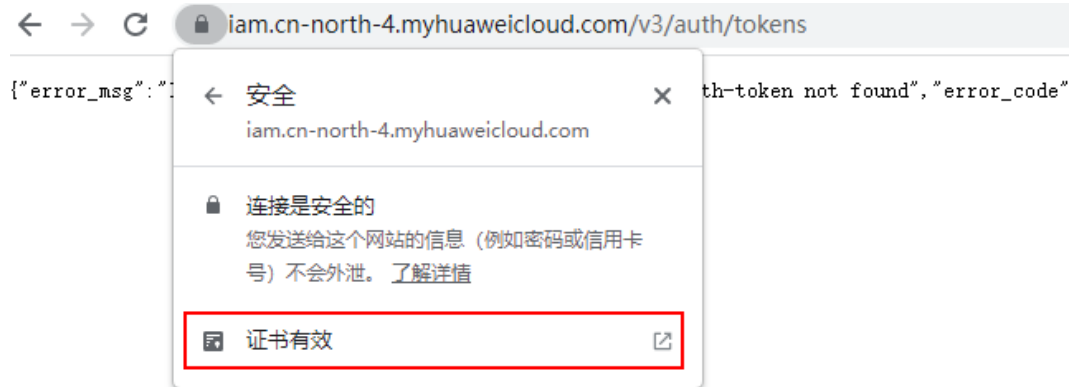 iam.cn-north-4.myhuaweicloud.com/v3/auth/tokens
{"error_msg":" th-token not found","error_code"
安全
iam.cn-north-4.myhuaweicloud.com
连接是安全的
您发送给这个网站的信息（例如密码或信用卡
号）不会外泄。 了解详情
证书有效